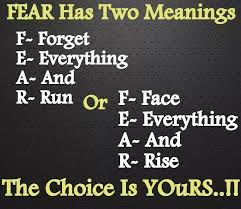 FEAR Has Two Meanings
F- Forget
E- Everything
A- And
R- Run
Or
F- Face
E- Everything
A- And
R- Rise
The Choice Is YOuRS..!!